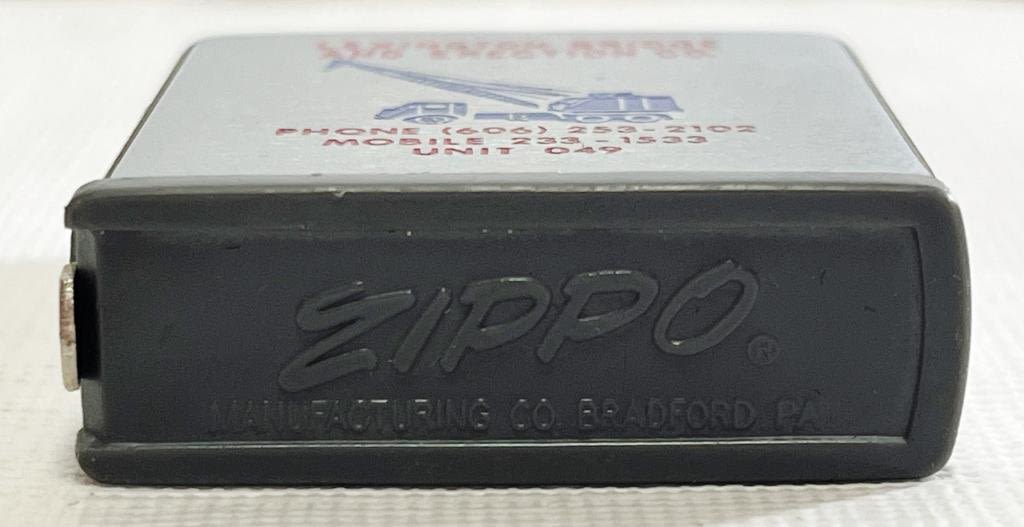 PHONE (606) 253-2102
MOBILE 233-1533
UNIT 049
ZIPPO ®
MANUFACTURING CO. BRADFORD, PA.